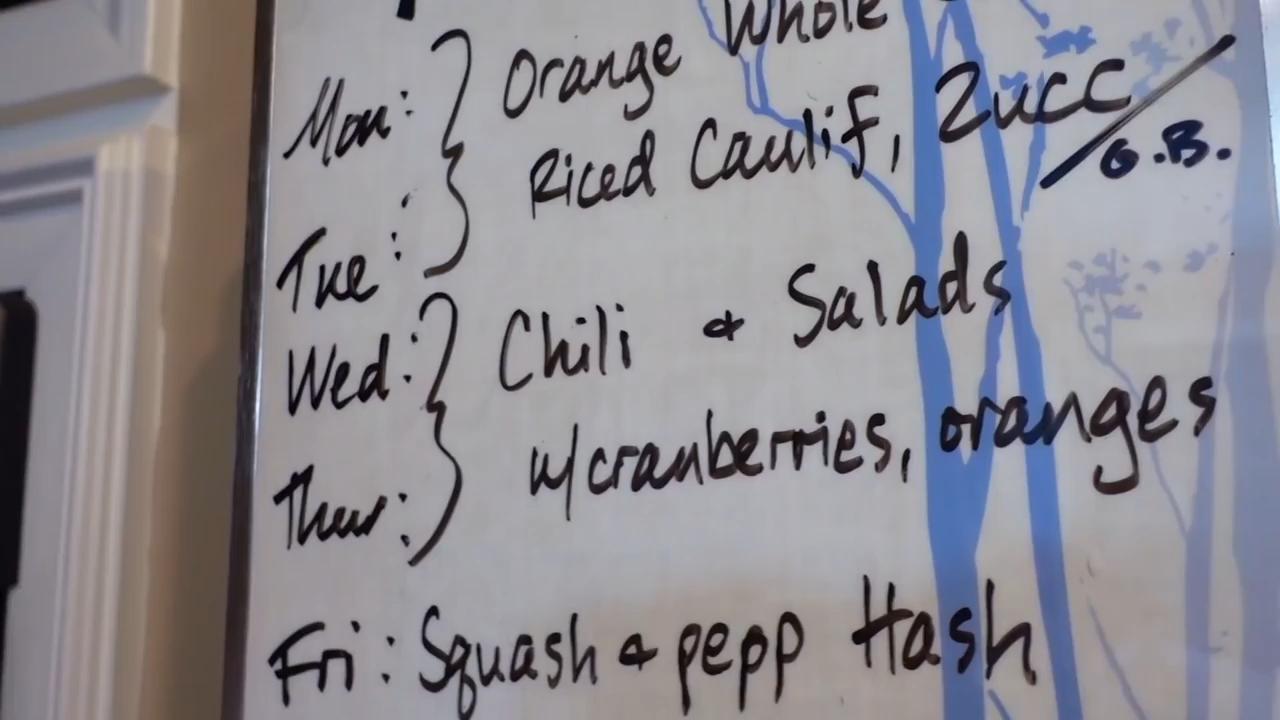 Orange Whole
Mon:
Riced Caulif, Zucc/G.B.
Tue:
Wed: Chili & Salads
w/cranberries, oranges
Thur:
Fri: Squash & pepp Hash